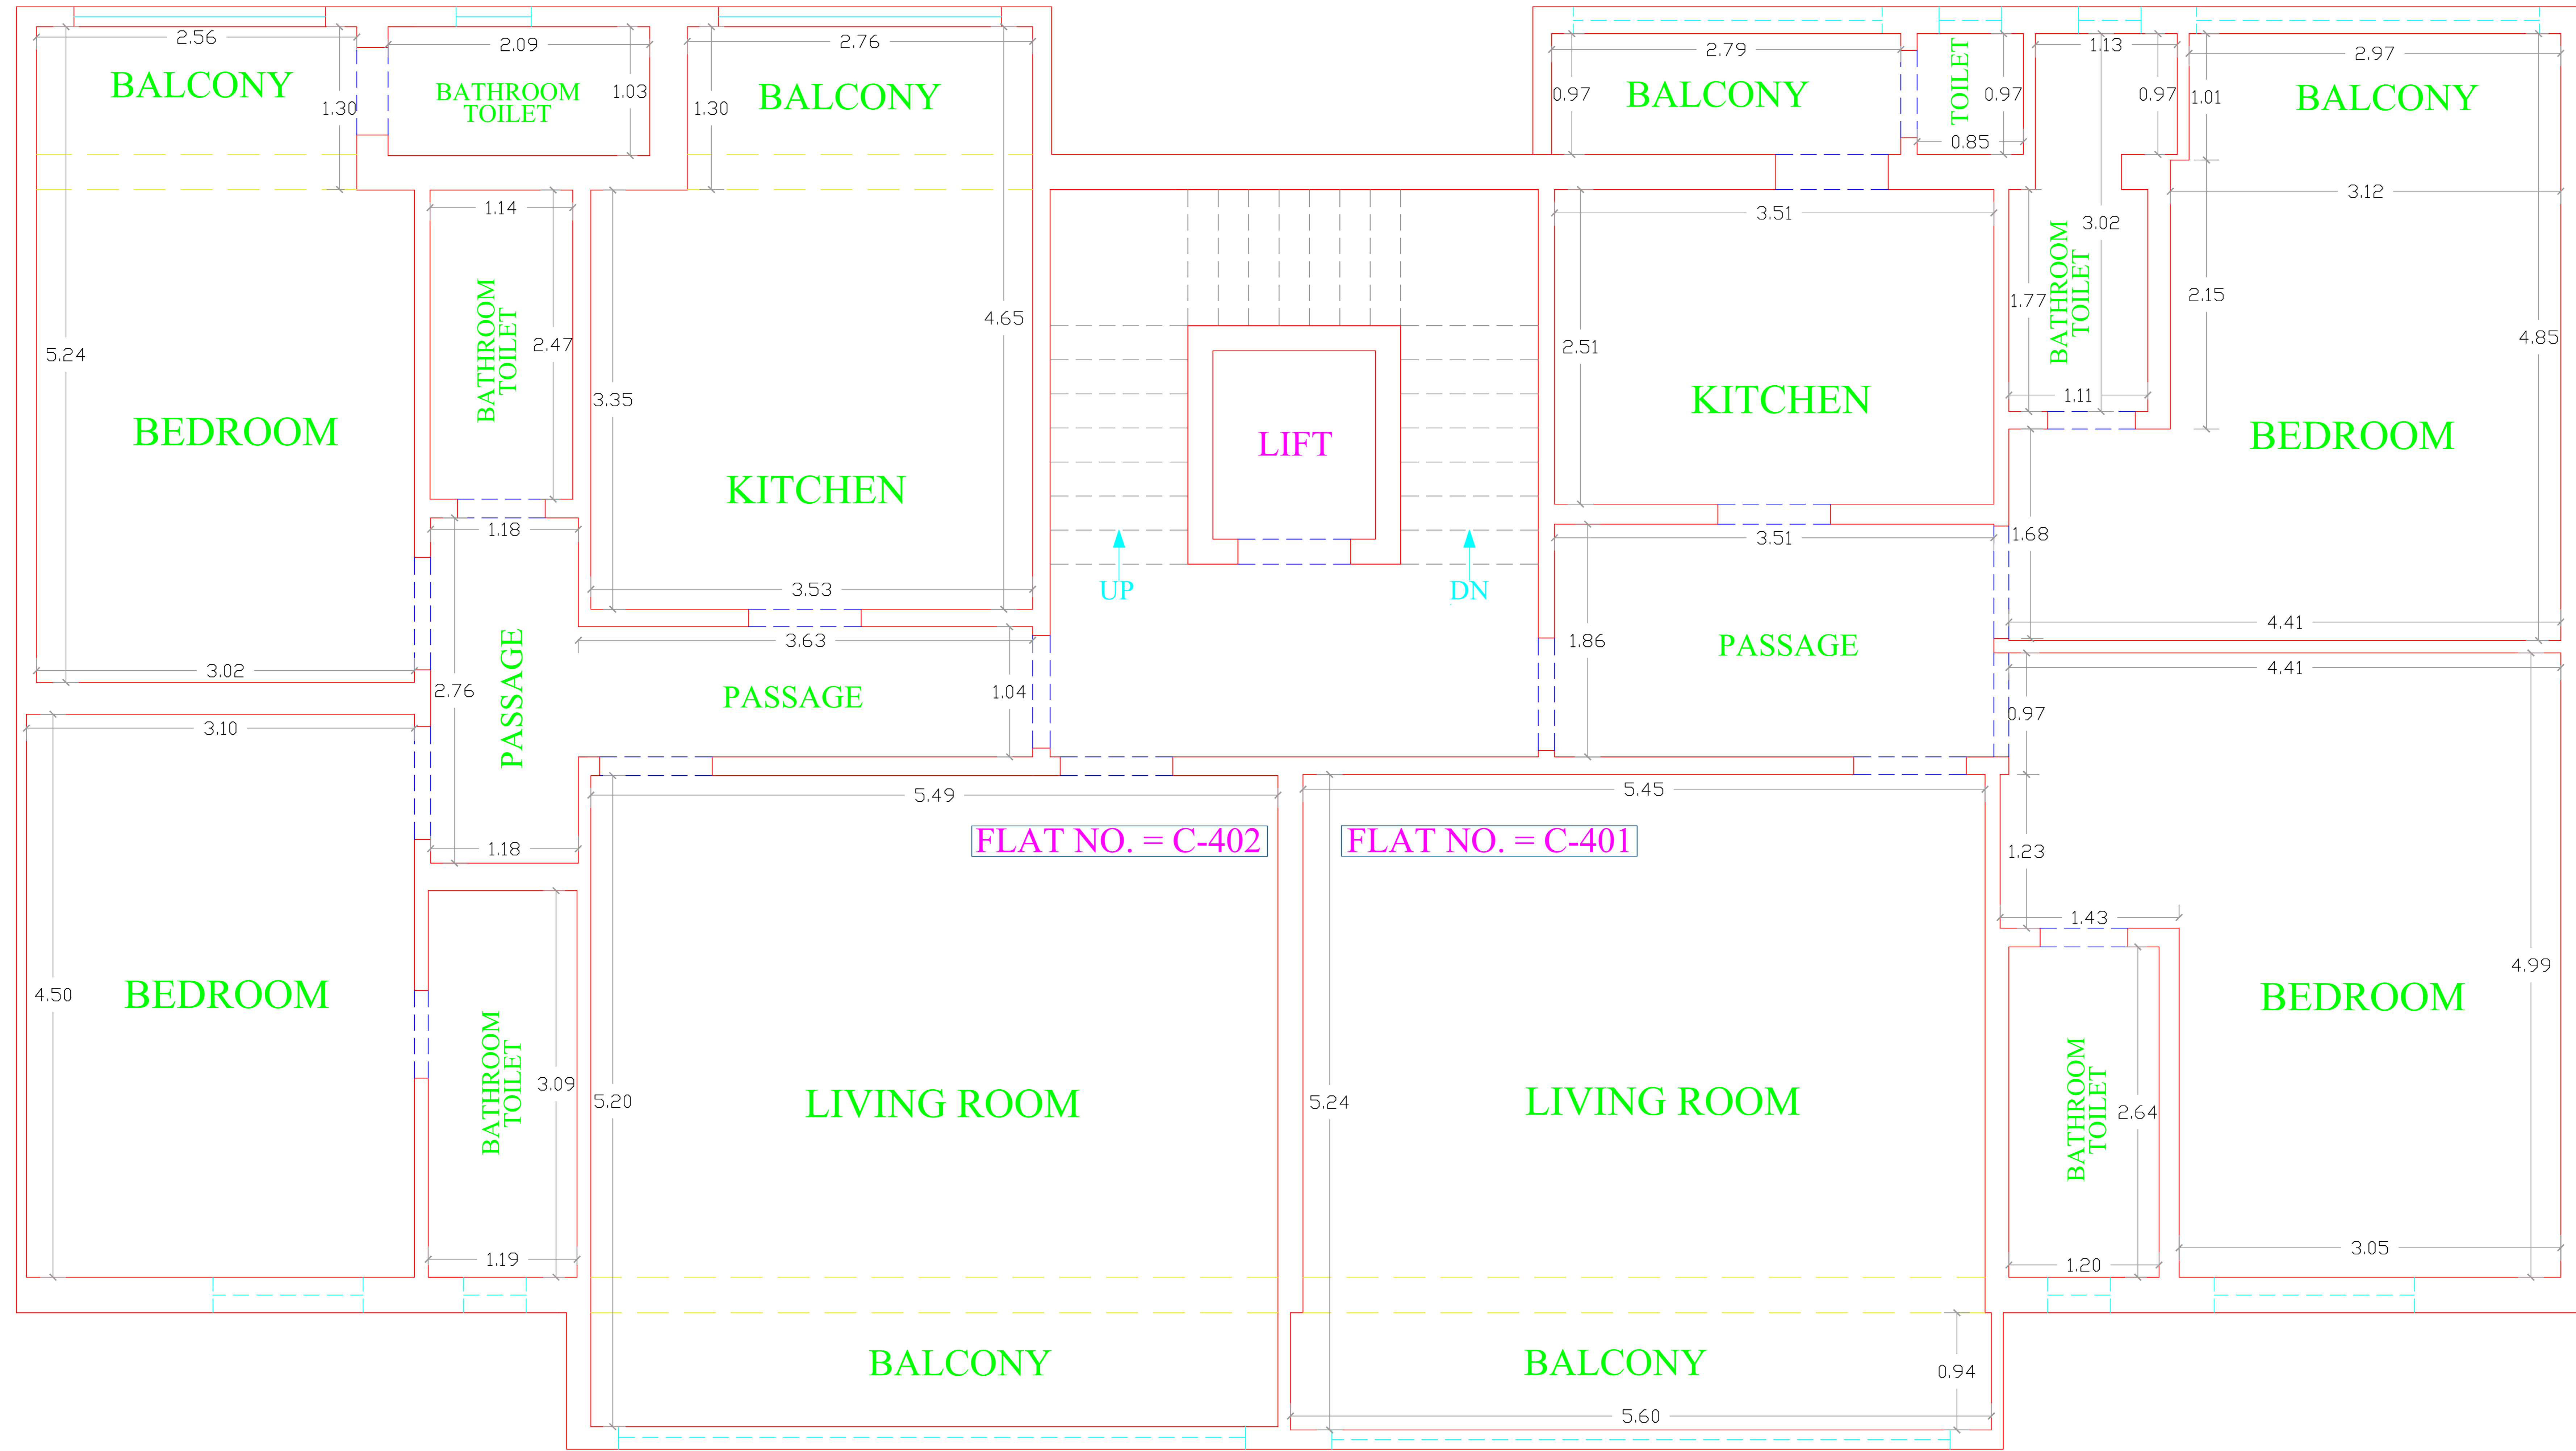 2.56
2.09
2.76
2.79
1.13
2.97
BALCONY
1.30
BATHROOM
TOILET
1.03
1.30
BALCONY
0.97
BALCONY
TOILET
0.97
0.85
0.97
1.01
BALCONY
1.14
3.51
3.02
3.12
5.24
BEDROOM
BATHROOM
TOILET
2.47
3.35
4.65
KITCHEN
LIFT
2.51
KITCHEN
1.77
BATHROOM
TOILET
1.11
2.15
4.85
BEDROOM
1.18
3.53
UP
DN
3.51
1.68
3.63
1.86
PASSAGE
4.41
3.02
2.76
PASSAGE
PASSAGE
1.04
4.41
0.97
3.10
5.49
5.45
1.18
FLAT NO. = C-402
FLAT NO. = C-401
1.23
1.43
4.99
4.50
BEDROOM
BEDROOM
BATHROOM
TOILET
3.09
5.20
LIVING ROOM
5.24
LIVING ROOM
BATHROOM
TOILET
2.64
1.19
1.20
3.05
BALCONY
BALCONY
0.94
5.60